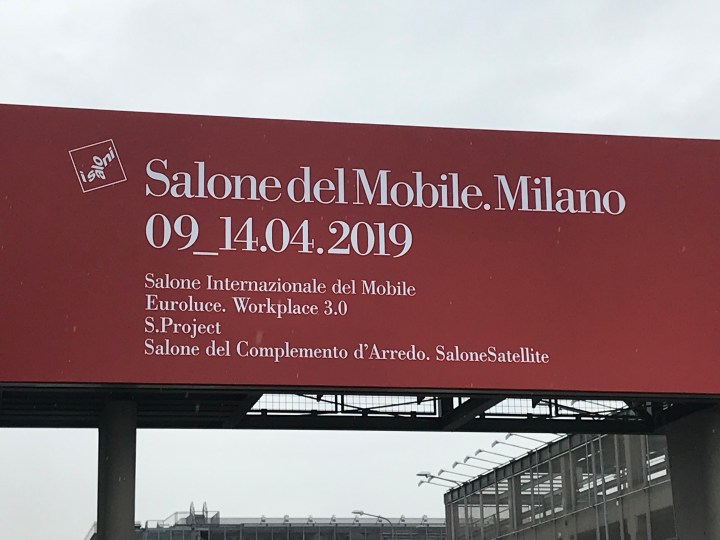 i saloni
Salone del Mobile.Milano
09_14.04.2019
Salone Internazionale del Mobile
Euroluce. Workplace 3.0
S.Project
Salone del Complemento d'Arredo. SaloneSatellite